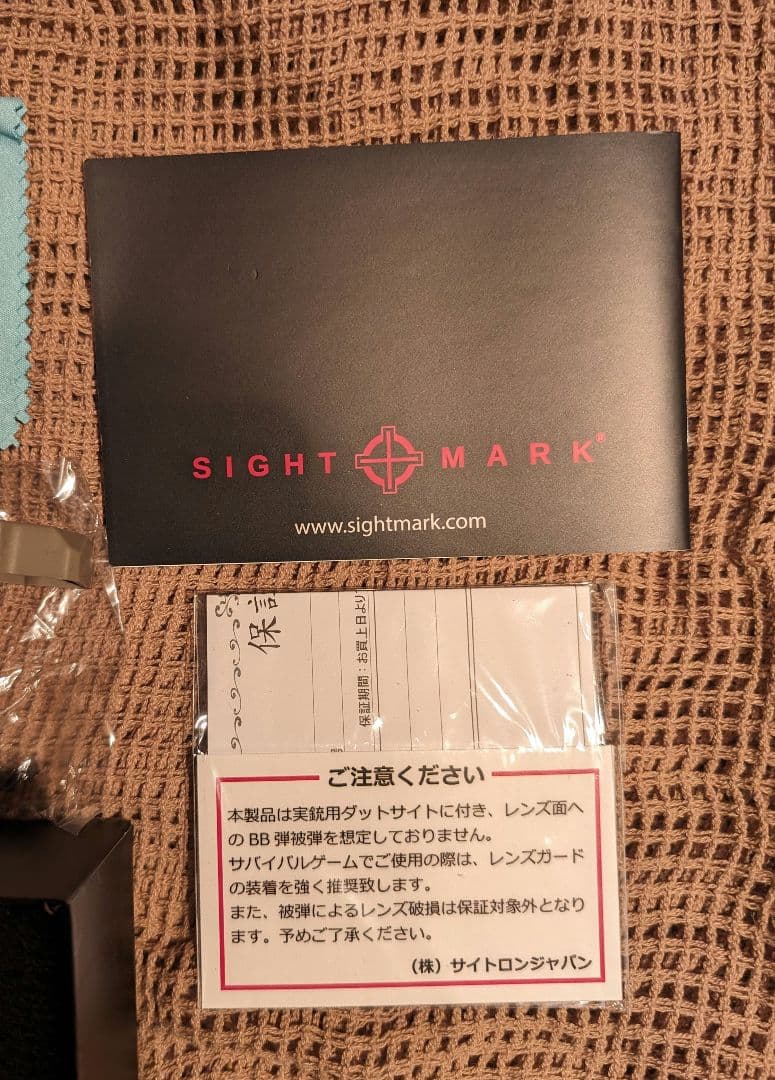 SIGHT MARK®
www.sightmark.com
保証
保証期間：お買上日より
ご注意ください
本製品は実銃用ダットサイトに付き、レンズ面へ
の BB 弾被弾を想定しておりません。
サバイバルゲームでご使用の際は、レンズガード
の装着を強く推奨致します。
また、被弾によるレンズ破損は保証対象外となり
ます。予めご了承ください。
（株）サイトロンジャパン